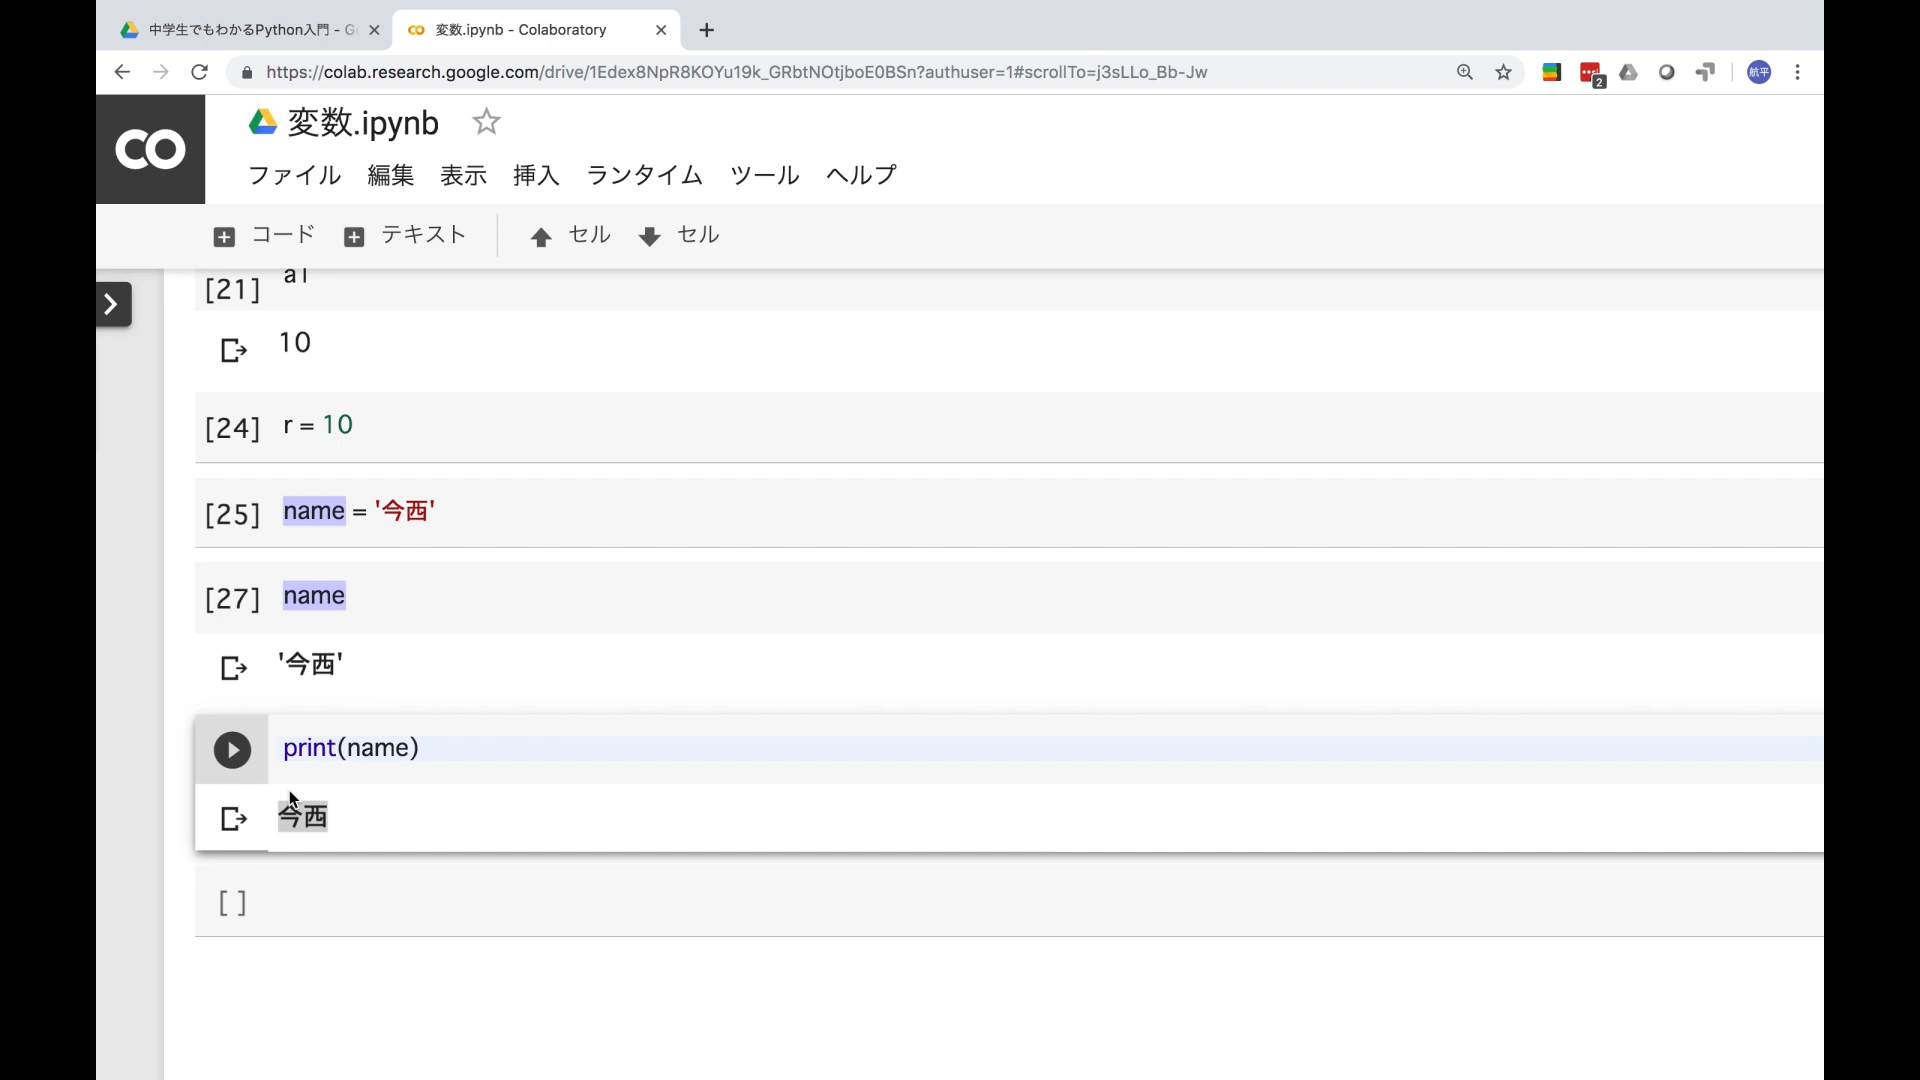 中学生でもわかるPython入門 - G
変数.ipynb - Colaboratory
https://colab.research.google.com/drive/1Edex8NpR8KOYu19k_GRbtNOtjboE0BSn?authuser=1#scrollTo=j3sLLo_Bb-Jw
2
航平
CO
変数.ipynb
ファイル 編集 表示 挿入 ランタイム ツール ヘルプ
コード テキスト セル セル
[21] a1
10
[24] r = 10
[25] name = '今西'
[27] name
'今西'
print(name)
今西
[ ]